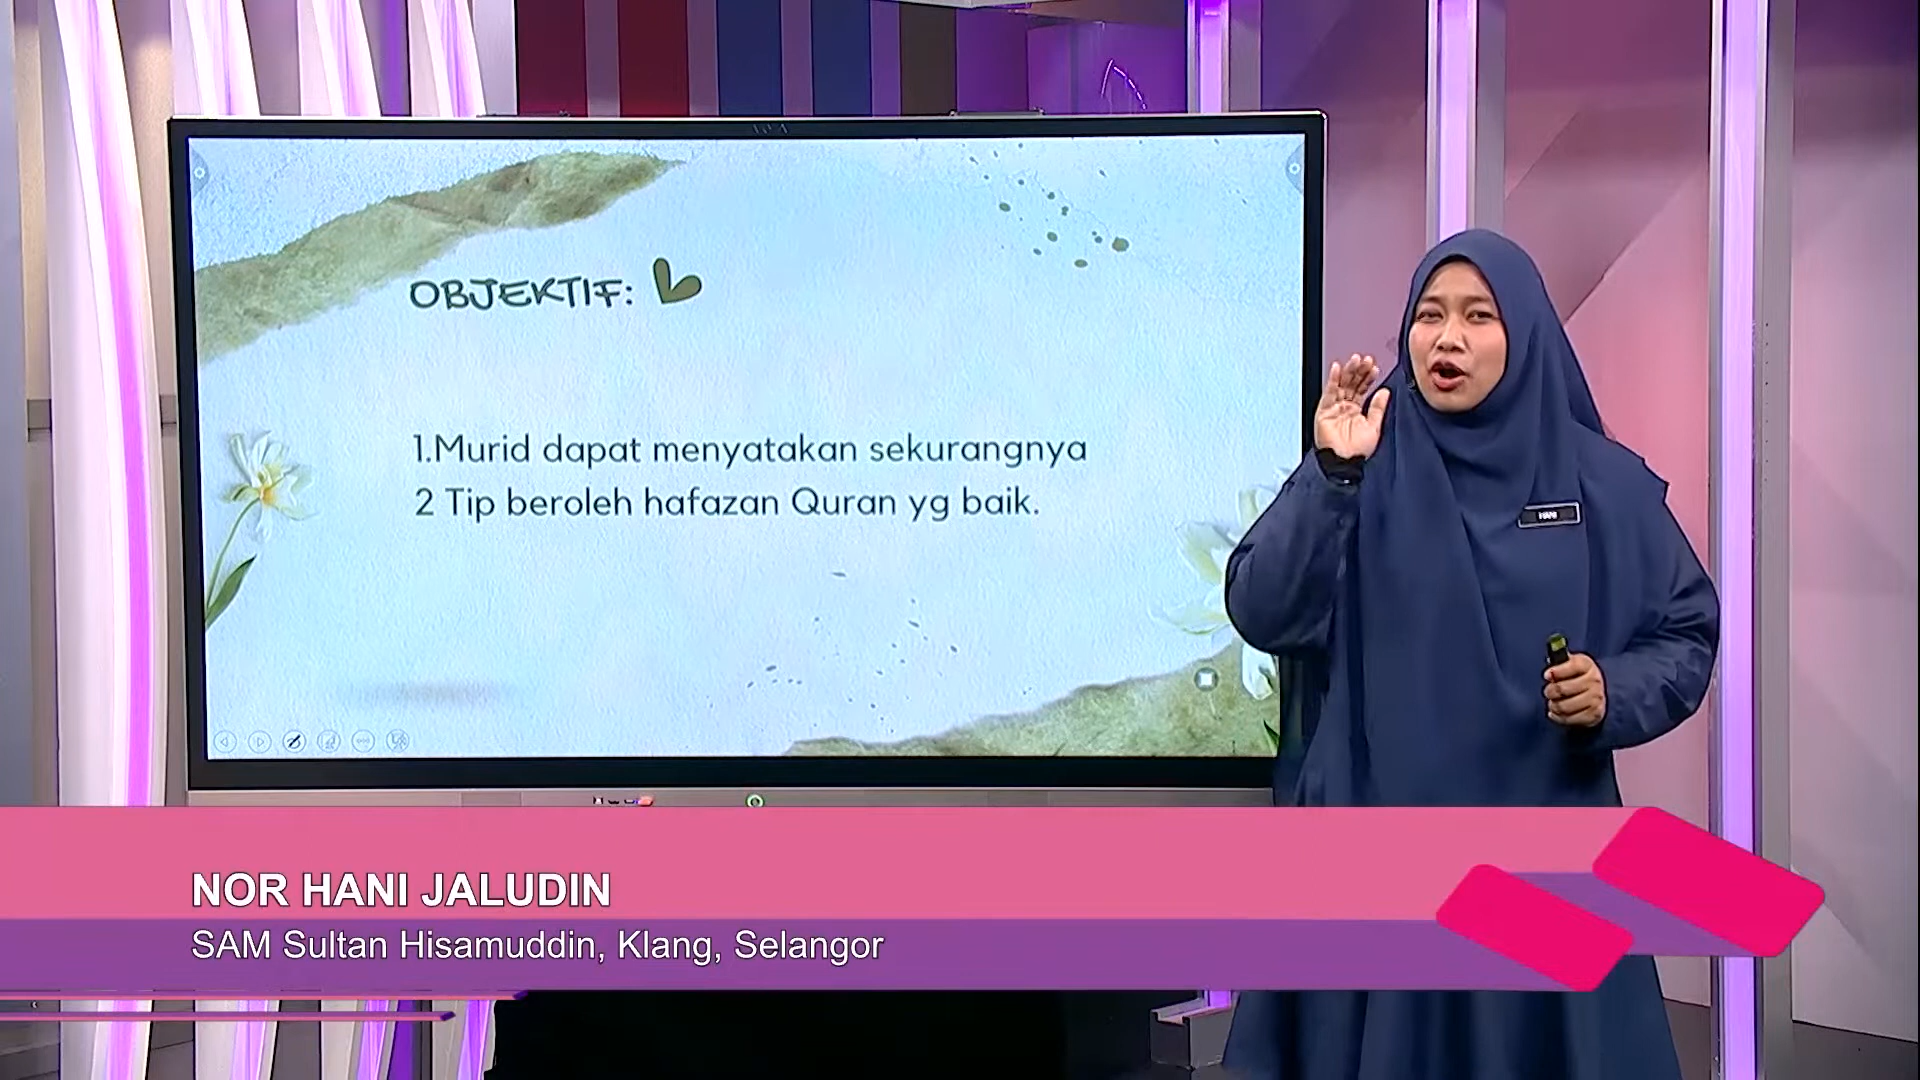 OBJEKTIF:
1.Murid dapat menyatakan sekurangnya
2 Tip beroleh hafazan Quran yg baik.
HANI
NOR HANI JALUDIN
SAM Sultan Hisamuddin, Klang, Selangor